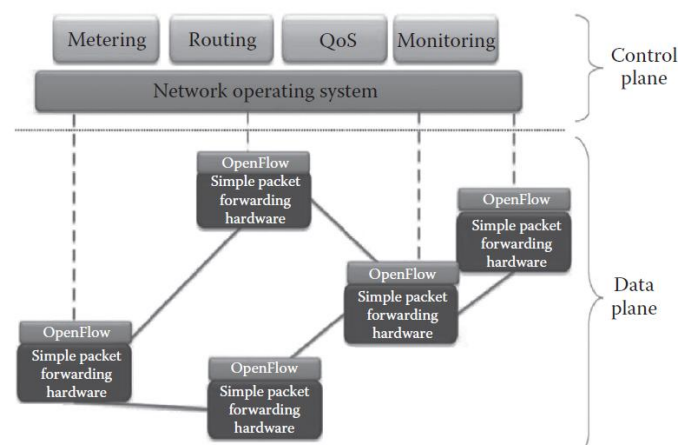 Metering
Routing
QoS
Monitoring
Control
plane
Network operating system
OpenFlow
Simple packet
forwarding
hardware
OpenFlow
Simple packet
forwarding
hardware
OpenFlow
Simple packet
forwarding
hardware
Data
plane
OpenFlow
Simple packet
forwarding
hardware
OpenFlow
Simple packet
forwarding
hardware